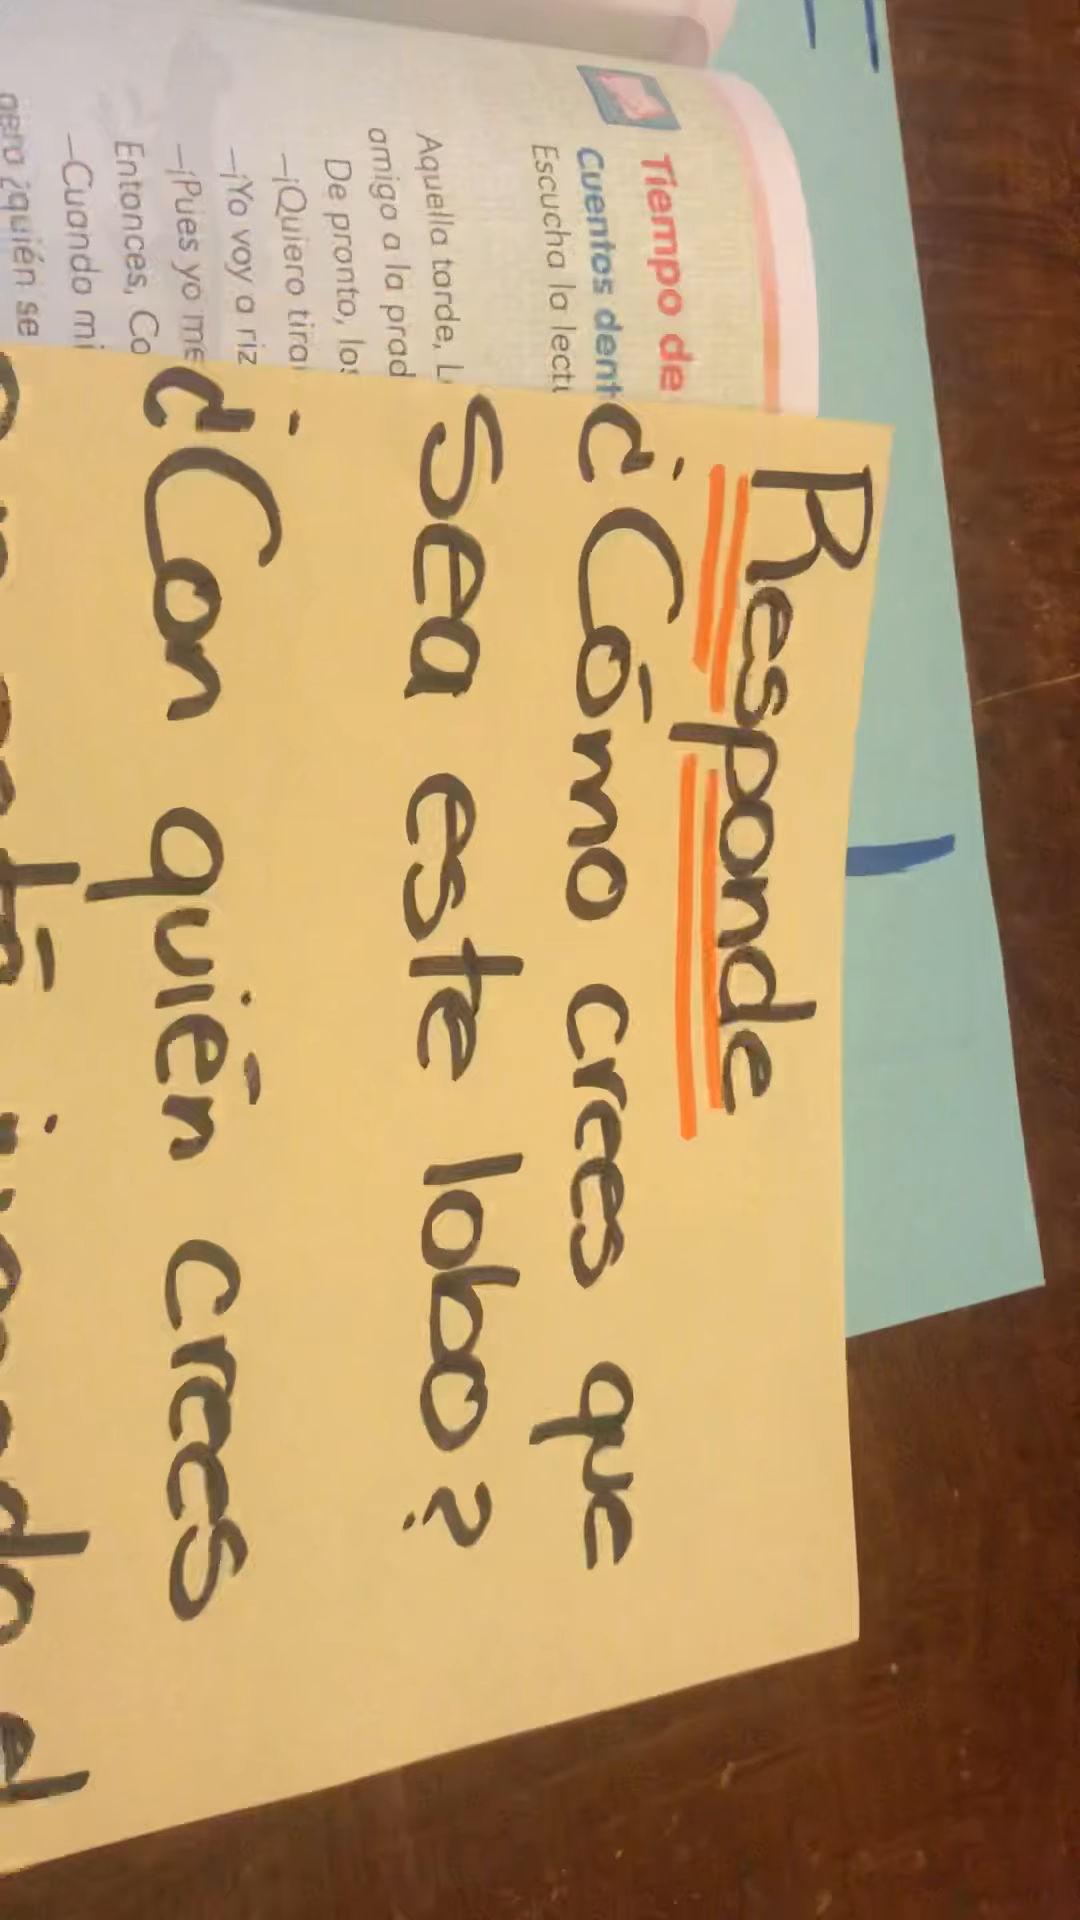 Tiempo de
Cuentos dent
Escucha la lectu
Aquella tarde, L
amigo a la prad
De pronto, los
–¡Quiero tira
–¡Yo voy a riz
–¡Pues yo me
Entonces, Co
–Cuando mi
pero ¿quién se
Responde
¿Cómo crees que
sea este lobo?
¿Con quién crees
el